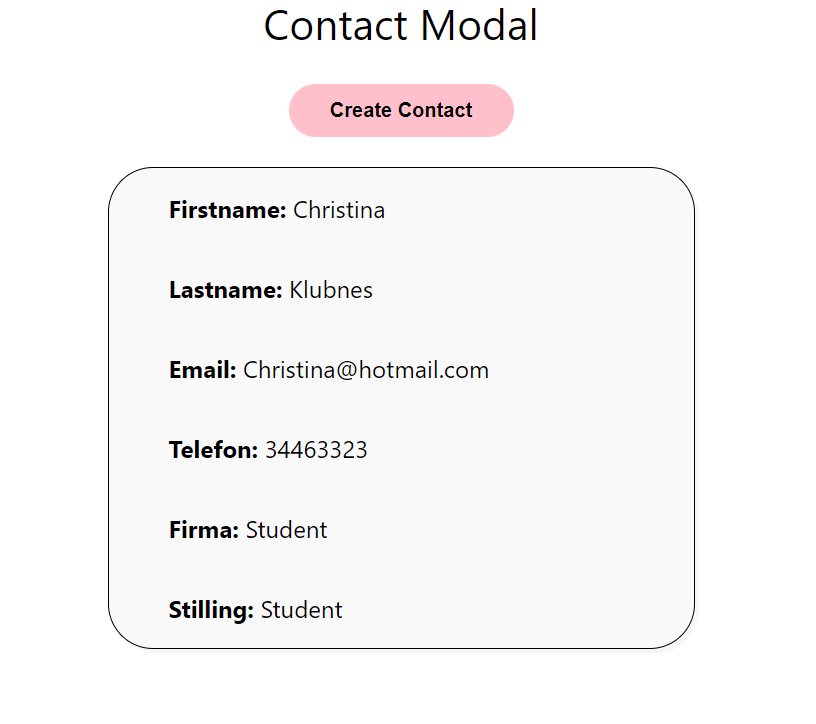 Contact Modal
Create Contact
Firstname: Christina
Lastname: Klubnes
Email: Christina@hotmail.com
Telefon: 34463323
Firma: Student
Stilling: Student